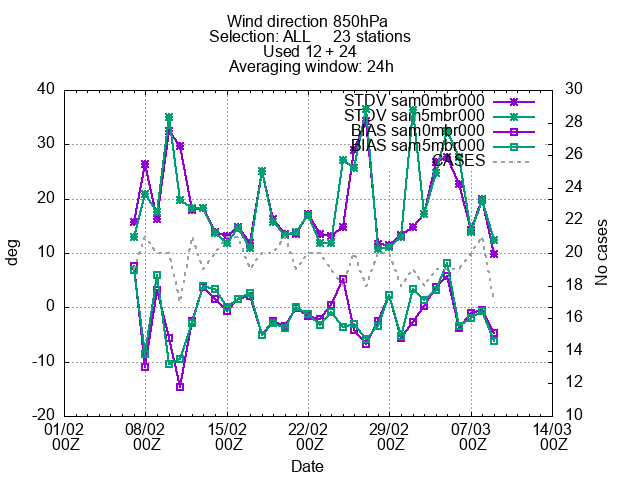 Wind direction 850hPa
Selection: ALL 23 stations
Used 12 + 24
Averaging window: 24h
STDV sam0mbr000
STDV sam5mbr000
BIAS sam0mbr000
BIAS sam5mbr000
CASES
40
30
20
10
0
-10
-20
deg
30
28
26
24
22
20
18
16
14
12
10
No cases
01/02 08/02 15/02 22/02 29/02 07/03 14/03
00Z 00Z 00Z 00Z 00Z 00Z 00Z
Date